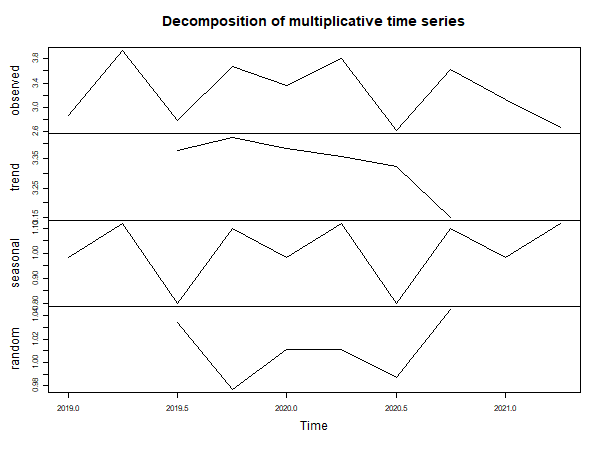 Decomposition of multiplicative time series
observed
2.6 3.0 3.4 3.8
trend
3.15 3.25 3.35
seasonal
0.80 0.90 1.00 1.10
random
0.98 1.00 1.02 1.04
2019.0 2019.5 2020.0 2020.5 2021.0
Time